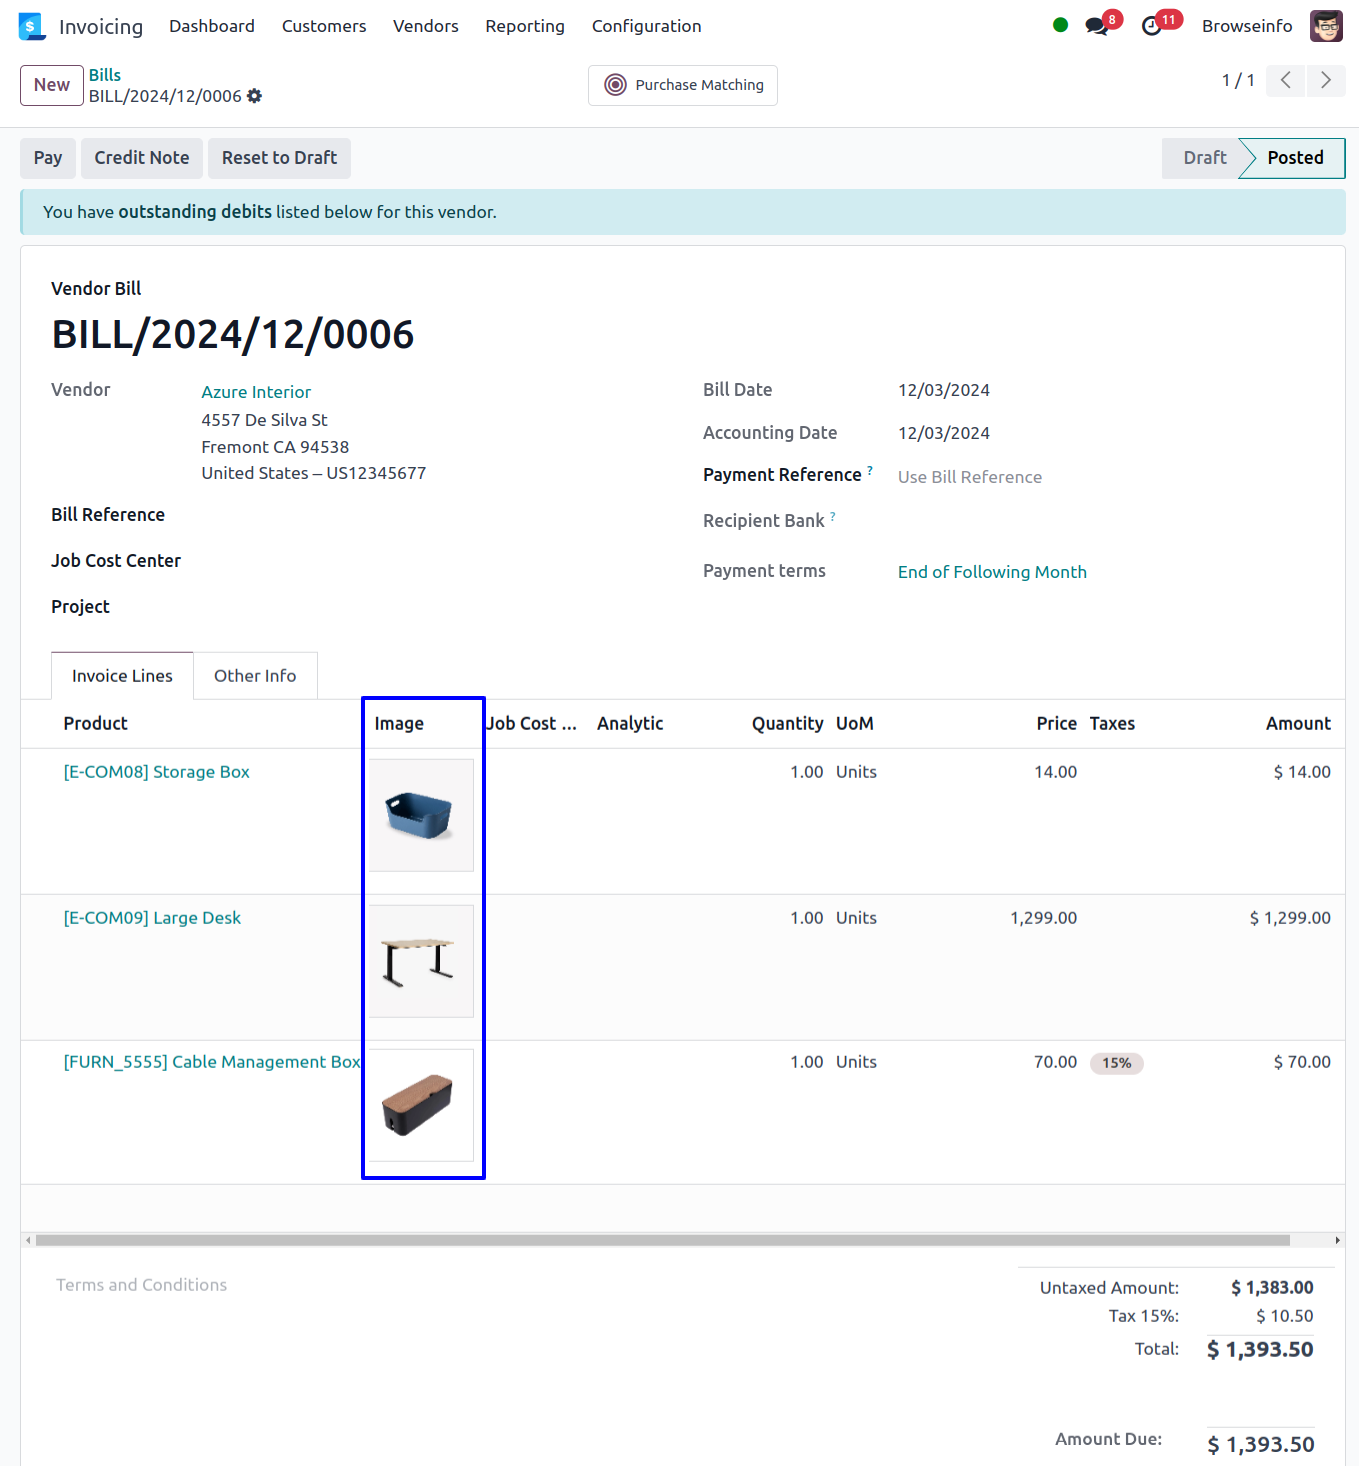 Invoicing Dashboard Customers Vendors Reporting Configuration 8 11 Browseinfo
New Bills
BILL/2024/12/0006
Purchase Matching
1 / 1
Pay Credit Note Reset to Draft Draft Posted
You have outstanding debits listed below for this vendor.
Vendor Bill
BILL/2024/12/0006
Vendor Azure Interior
4557 De Silva St
Fremont CA 94538
United States – US12345677
Bill Reference
Job Cost Center
Project
Bill Date 12/03/2024
Accounting Date 12/03/2024
Payment Reference ? Use Bill Reference
Recipient Bank ?
Payment terms End of Following Month
Invoice Lines Other Info
Product Image Job Cost ... Analytic Quantity UoM Price Taxes Amount
[E-COM08] Storage Box 1.00 Units 14.00 $ 14.00
[E-COM09] Large Desk 1.00 Units 1,299.00 $ 1,299.00
[FURN_5555] Cable Management Box 1.00 Units 70.00 15% $ 70.00
Terms and Conditions
Untaxed Amount: $ 1,383.00
Tax 15%: $ 10.50
Total: $ 1,393.50
Amount Due: $ 1,393.50